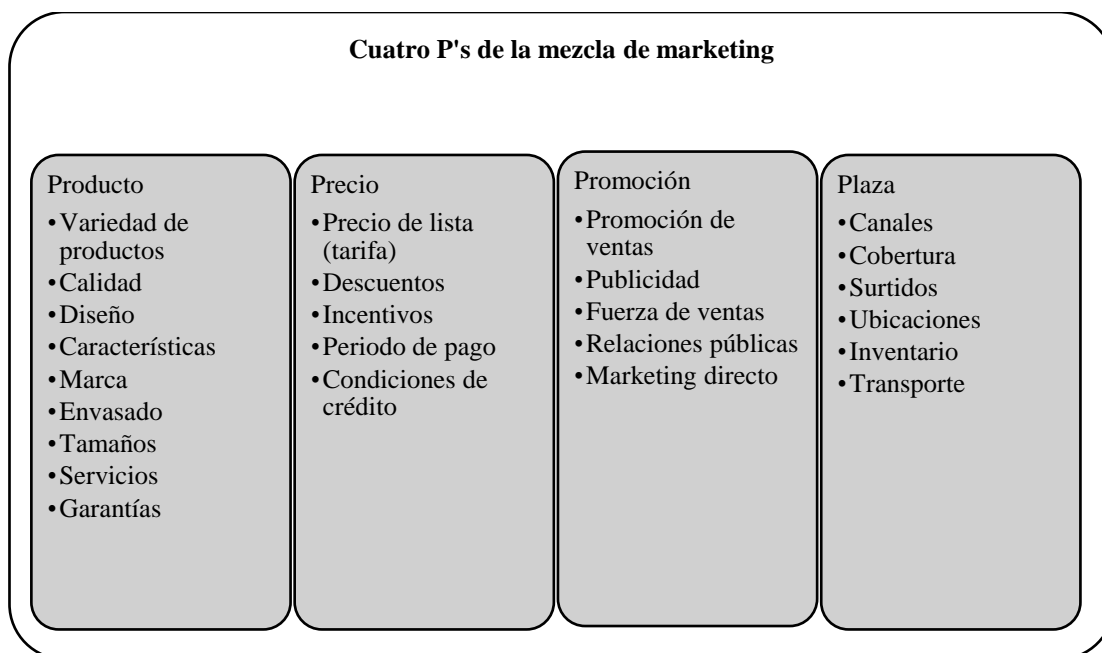 Cuatro P's de la mezcla de marketing
Producto
•Variedad de
productos
•Calidad
•Diseño
•Características
•Marca
•Envasado
•Tamaños
•Servicios
•Garantías
Precio
•Precio de lista
(tarifa)
•Descuentos
•Incentivos
•Periodo de pago
•Condiciones de
crédito
Promoción
•Promoción de
ventas
•Publicidad
•Fuerza de ventas
•Relaciones públicas
•Marketing directo
Plaza
•Canales
•Cobertura
•Surtidos
•Ubicaciones
•Inventario
•Transporte